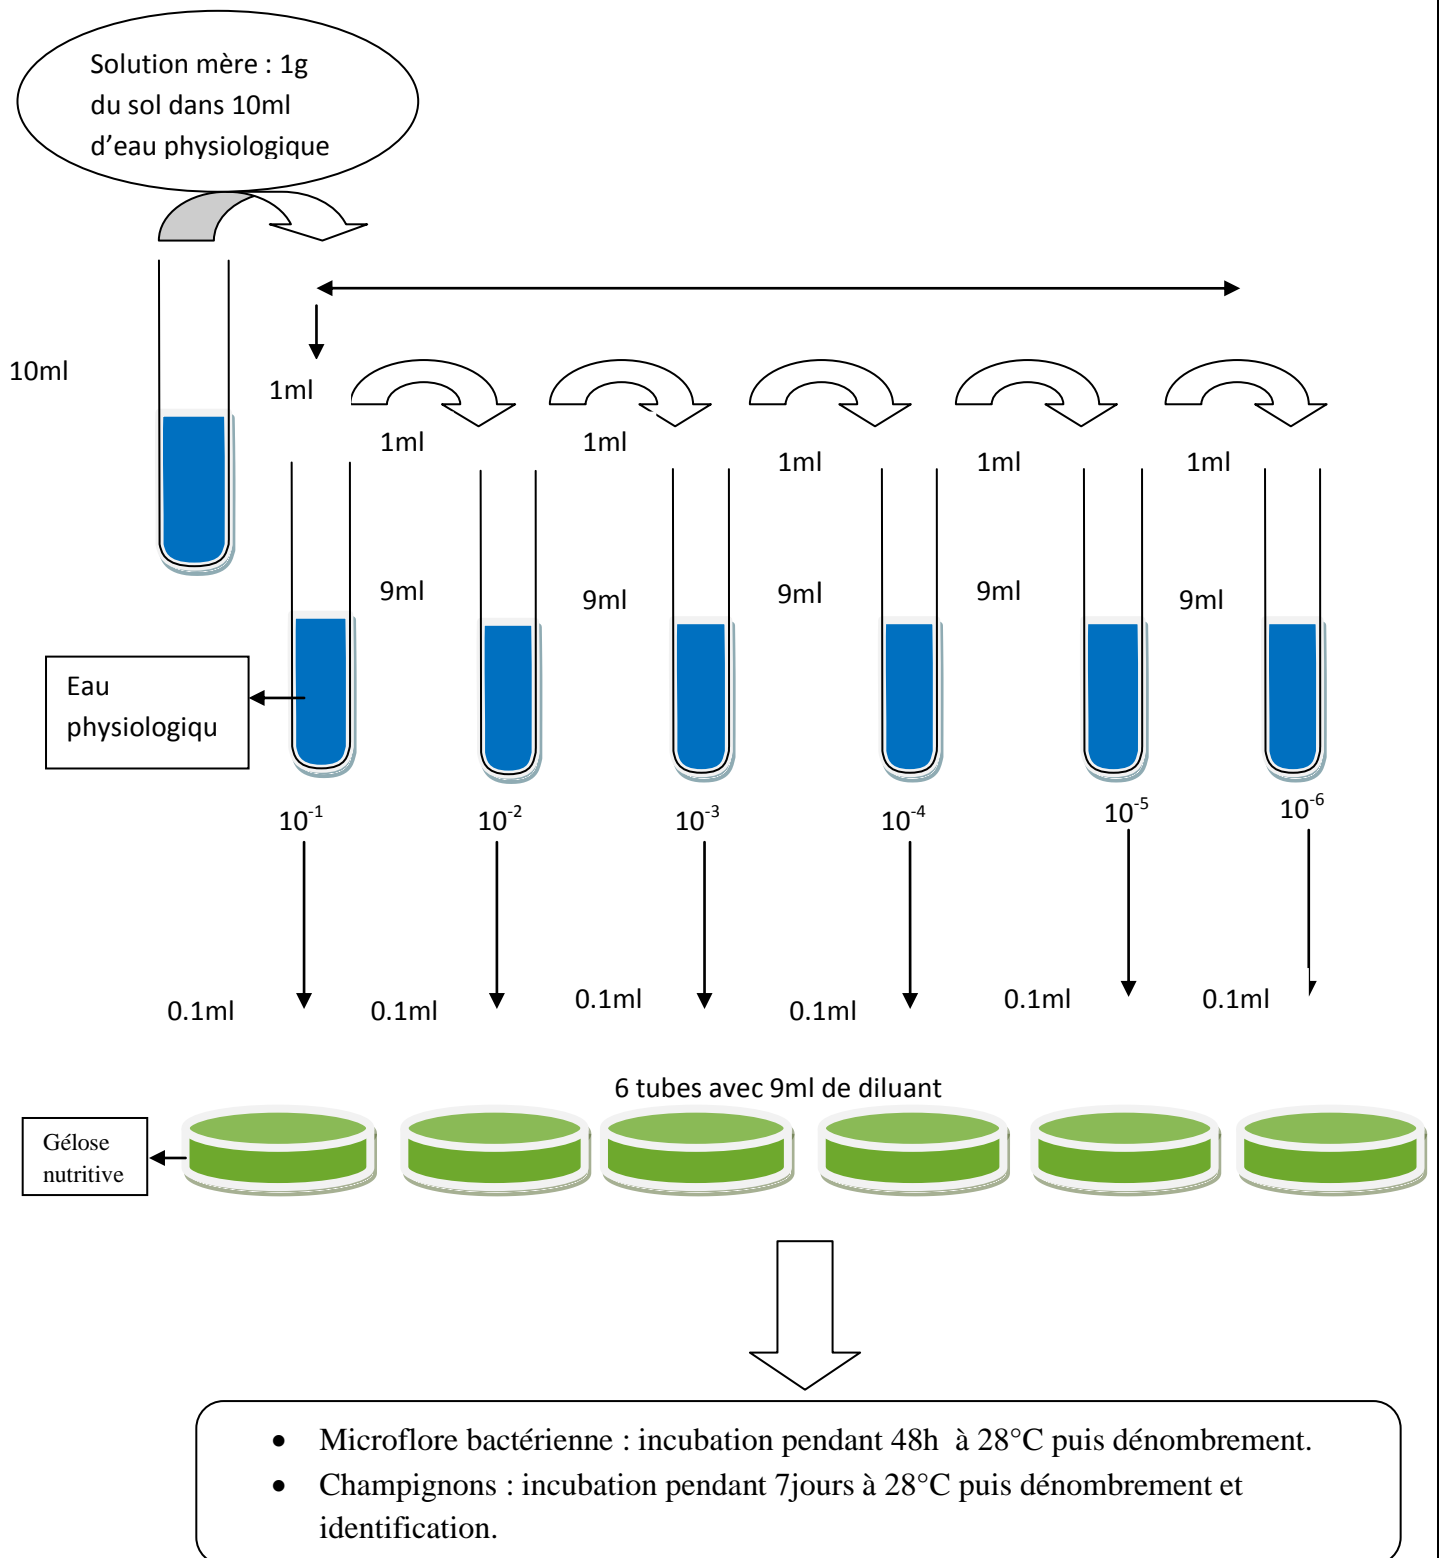 Solution mère : 1g
du sol dans 10ml
d’eau physiologique
10ml
1ml
1ml
1ml
1ml
1ml
1ml
9ml
9ml
9ml
9ml
9ml
Eau
physiologiqu
10-1
10-2
10-3
10-4
10-5
10-6
0.1ml
0.1ml
0.1ml
0.1ml
0.1ml
0.1ml
6 tubes avec 9ml de diluant
Gélose
nutritive
• Microflore bactérienne : incubation pendant 48h à 28°C puis dénombrement.
• Champignons : incubation pendant 7jours à 28°C puis dénombrement et
identification.